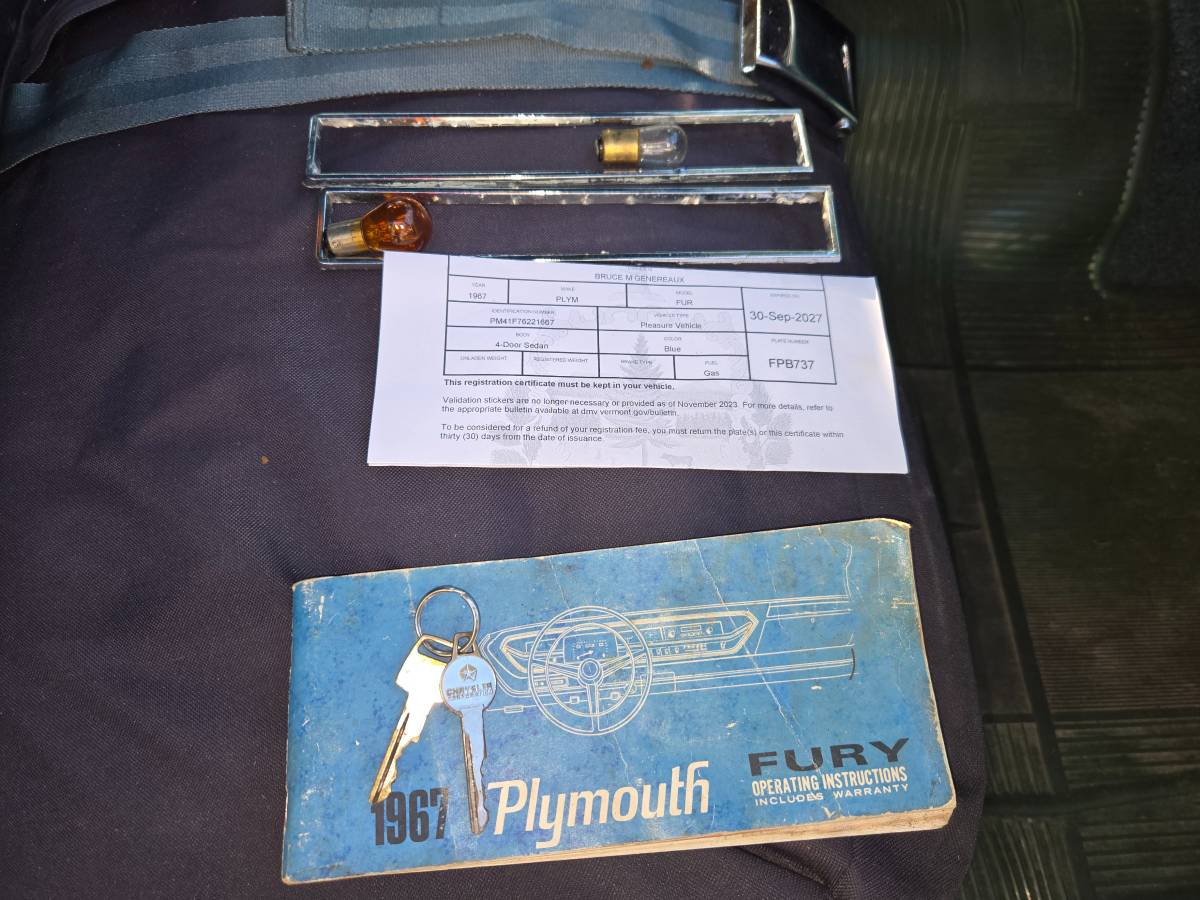 BRUCE M GENEREAUX
YEAR MAKE MODEL EXPIRES ON
1967 PLYM FUR 30-Sep-2027
IDENTIFICATION NUMBER VEHICLE TYPE
PM41F76221667 Pleasure Vehicle
BODY COLOR PLATE NUMBER
4-Door Sedan Blue FPB737
UNLADEN WEIGHT REGISTERED WEIGHT BRAKE TYPE FUEL
Gas
This registration certificate must be kept in your vehicle.
Validation stickers are no longer necessary or provided as of November 2023. For more details, refer to
the appropriate bulletin available at dmv.vermont.gov/bulletin.
To be considered for a refund of your registration fee, you must return the plate(s) or this certificate within
thirty (30) days from the date of issuance.
CHRYSLER
CORPORATION
1967 Plymouth
FURY
OPERATING INSTRUCTIONS
INCLUDES WARRANTY